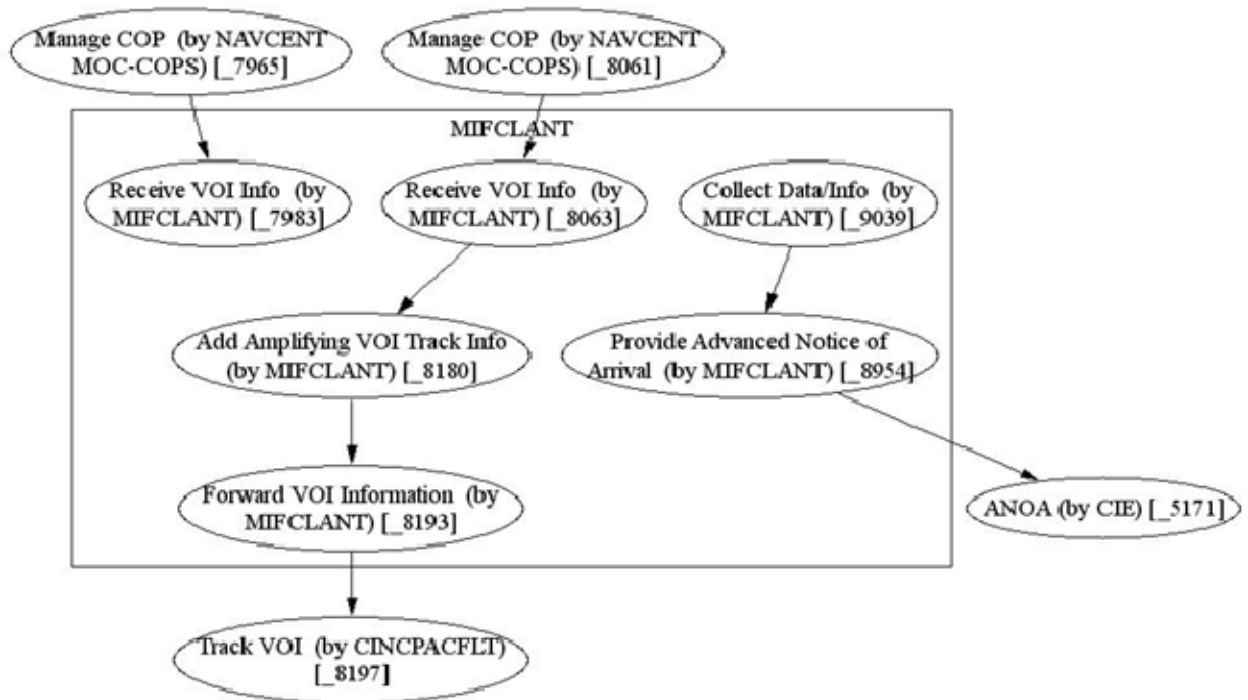 Manage COP (by NAVCENT
MOC-COPS) [_7965]
Manage COP (by NAVCENT
MOC-COPS) [_8061]
MIFCLANT
Receive VOI Info (by
MIFCLANT) [_7983]
Receive VOI Info (by
MIFCLANT) [_8063]
Collect Data/Info (by
MIFCLANT) [_9039]
Add Amplifying VOI Track Info
(by MIFCLANT) [_8180]
Provide Advanced Notice of
Arrival (by MIFCLANT) [_8954]
Forward VOI Information (by
MIFCLANT) [_8193]
ANOA (by CIE) [_5171]
Track VOI (by CINCPACFLT)
[_8197]